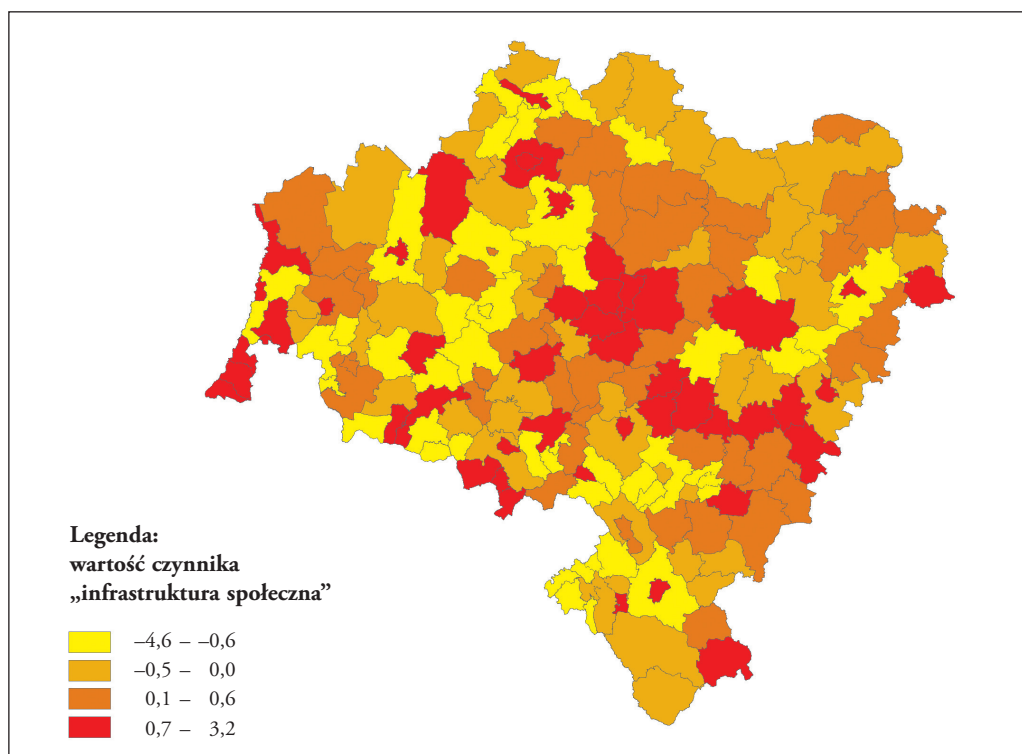 Legenda:
wartość czynnika
„infrastruktura społeczna”
–4,6 – –0,6
–0,5 – 0,0
0,1 – 0,6
0,7 – 3,2